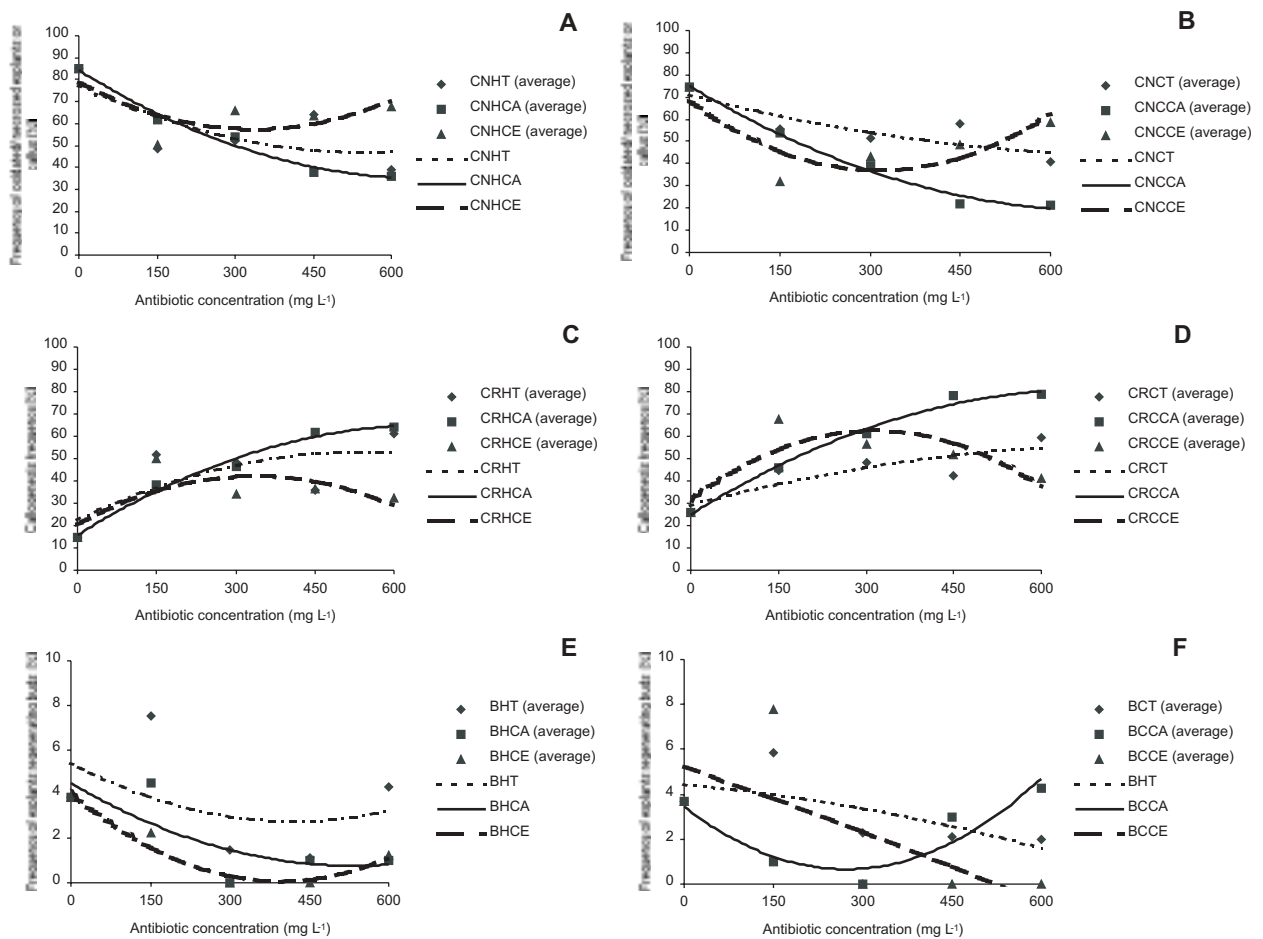 A
100
90
80
70
60
50
40
30
20
10
0
0 150 300 450 600
Antibiotic concentration (mg L-1)
CNHT (average)
CNHCA (average)
CNHCE (average)
CNHT
CNHCA
CNHCE
B
100
90
80
70
60
50
40
30
20
10
0
0 150 300 450 600
Antibiotic concentration (mg L-1)
CNCT (average)
CNCCA (average)
CNCCE (average)
CNCT
CNCCA
CNCCE
C
100
90
80
70
60
50
40
30
20
10
0
0 150 300 450 600
Antibiotic concentration (mg L-1)
CRHT (average)
CRHCA (average)
CRHCE (average)
CRHT
CRHCA
CRHCE
D
100
90
80
70
60
50
40
30
20
10
0
0 150 300 450 600
Antibiotic concentration (mg L-1)
CRCT (average)
CRCCA (average)
CRCCE (average)
CRCT
CRCCA
CRCCE
E
10
8
6
4
2
0
0 150 300 450 600
Antibiotic concentration (mg L-1)
BHT (average)
BHCA (average)
BHCE (average)
BHT
BHCA
BHCE
F
10
8
6
4
2
0
0 150 300 450 600
Antibiotic concentration (mg L-1)
BCT (average)
BCCA (average)
BCCE (average)
BHT
BCCA
BCCE